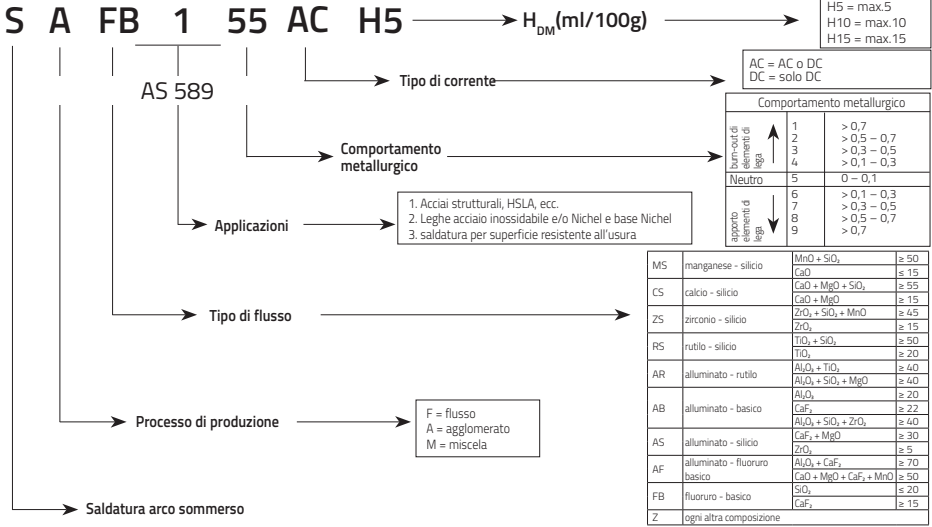 S A FB 1 55 AC H5 H_DM(ml/100g)
H5 = max.5
H10 = max.10
H15 = max.15
AS 589
Tipo di corrente
AC = AC o DC
DC = solo DC
Comportamento
metallurgico
Comportamento metallurgico
burn-out di
elementi di
lega
1 > 0,7
2 > 0,5 – 0,7
3 > 0,3 – 0,5
4 > 0,1 – 0,3
Neutro 5 0 – 0,1
apporto
elementi di
lega
6 > 0,1 – 0,3
7 > 0,3 – 0,5
8 > 0,5 – 0,7
9 > 0,7
Applicazioni
1. Acciai strutturali, HSLA, ecc.
2. Leghe acciaio inossidabile e/o Nichel e base Nichel
3. saldatura per superficie resistente all'usura
Tipo di flusso
MS manganese - silicio MnO + SiO₂ ≥ 50
CaO ≤ 15
CS calcio - silicio CaO + MgO + SiO₂ ≥ 55
CaO + MgO ≥ 15
ZS zirconio - silicio ZrO₂ + SiO₂ + MnO ≥ 45
ZrO₂ ≥ 15
RS rutilo - silicio TiO₂ + SiO₂ ≥ 50
TiO₂ ≥ 20
AR alluminato - rutilo Al₂O₃ + TiO₂ ≥ 40
Al₂O₃ + SiO₂ + MgO ≥ 40
AB alluminato - basico Al₂O₃ ≥ 20
CaF₂ ≥ 22
Al₂O₃ + SiO₂ + ZrO₂ ≥ 40
AS alluminato - silicio CaF₂ + MgO ≥ 30
ZrO₂ ≥ 5
AF alluminato - fluoruro
basico
Al₂O₃ + CaF₂ ≥ 70
CaO + MgO + CaF₂ + MnO ≥ 50
FB fluoruro - basico SiO₂ ≤ 20
CaF₂ ≥ 15
Z ogni altra composizione
Processo di produzione
F = flusso
A = agglomerato
M = miscela
Saldatura arco sommerso